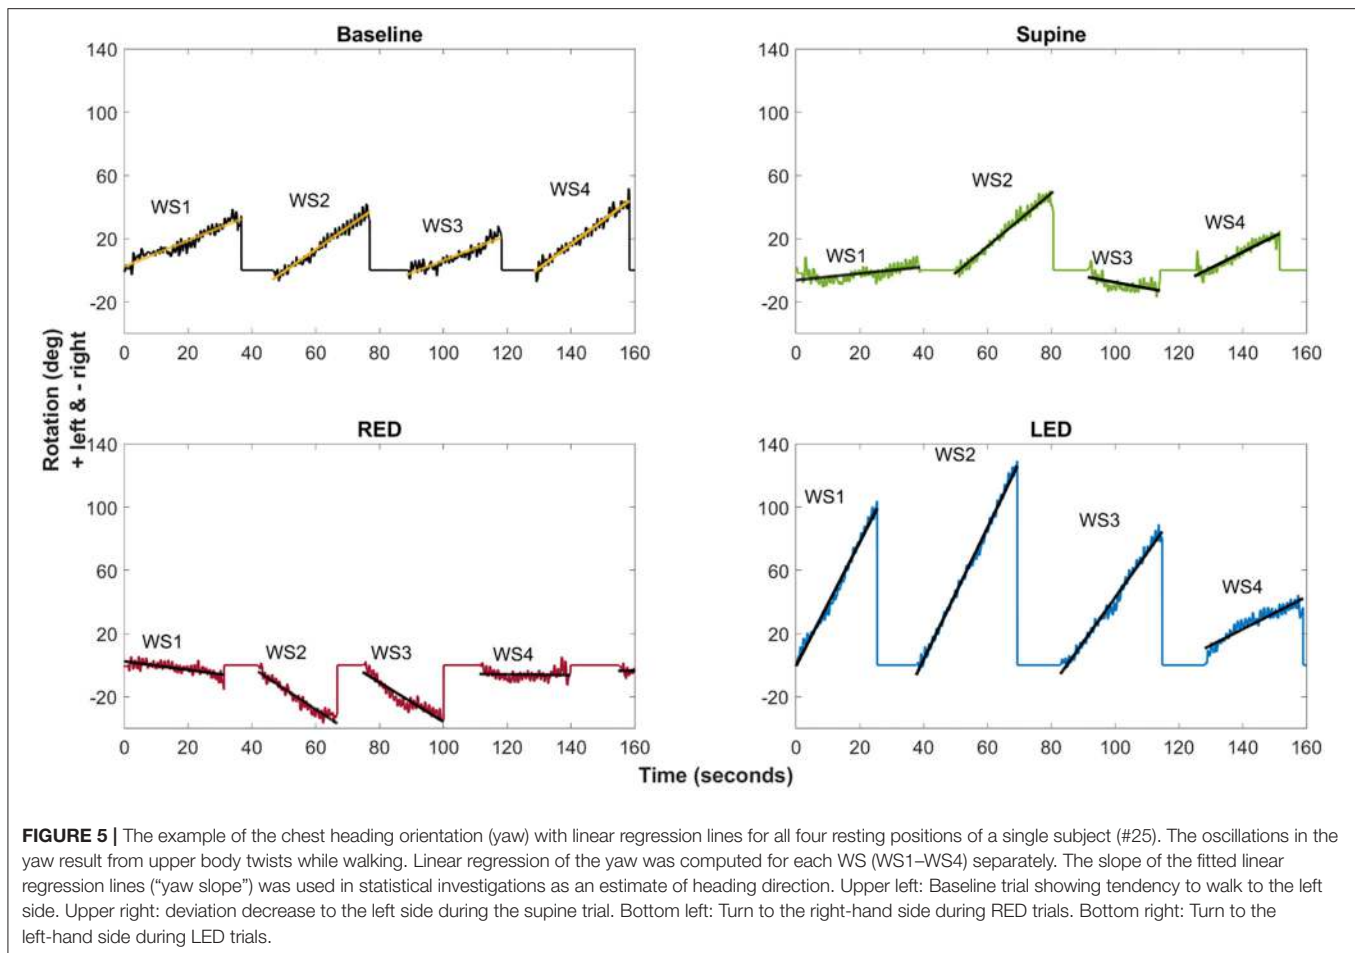 Baseline
140
100
60
20
-20
WS1
WS2
WS3
WS4
0 20 40 60 80 100 120 140 160
Supine
140
100
60
20
-20
WS1
WS2
WS3
WS4
0 20 40 60 80 100 120 140 160
Rotation (deg)
+ left & - right
RED
140
100
60
20
-20
WS1
WS2
WS3
WS4
0 20 40 60 80 100 120 140 160
LED
140
100
60
20
-20
WS1
WS2
WS3
WS4
0 20 40 60 80 100 120 140 160
Time (seconds)
FIGURE 5 | The example of the chest heading orientation (yaw) with linear regression lines for all four resting positions of a single subject (#25). The oscillations in the
yaw result from upper body twists while walking. Linear regression of the yaw was computed for each WS (WS1–WS4) separately. The slope of the fitted linear
regression lines (“yaw slope”) was used in statistical investigations as an estimate of heading direction. Upper left: Baseline trial showing tendency to walk to the left
side. Upper right: deviation decrease to the left side during the supine trial. Bottom left: Turn to the right-hand side during RED trials. Bottom right: Turn to the
left-hand side during LED trials.